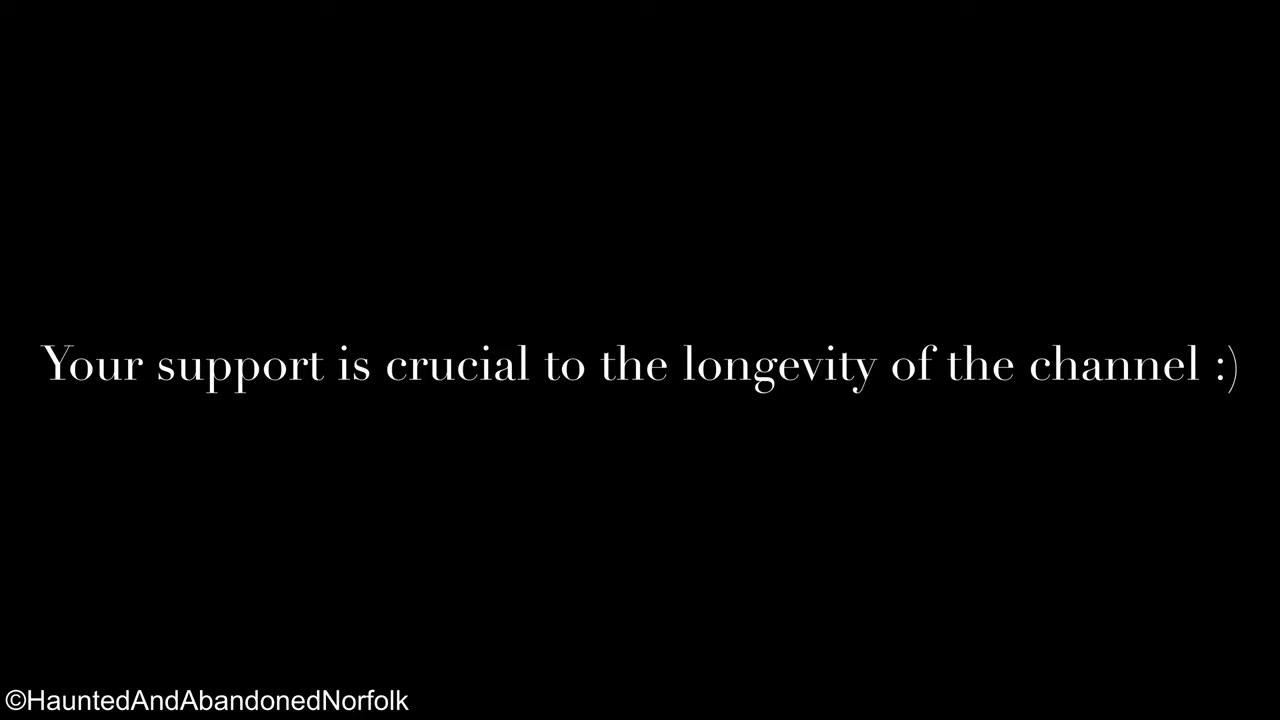 Your support is crucial to the longevity of the channel :)
©HauntedAndAbandonedNorfolk